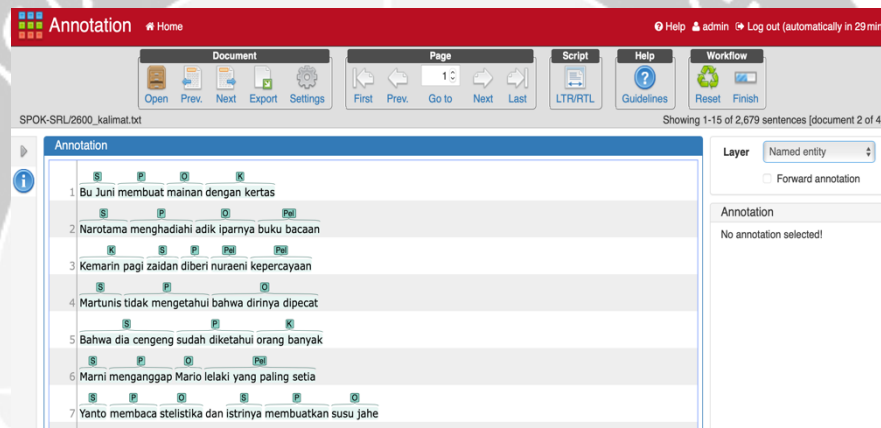 Annotation Home Help admin Log out (automatically in 29 min
Document Page Script Help Workflow
1
Open Prev. Next Export Settings First Prev. Go to Next Last LTR/RTL Guidelines Reset Finish
SPOK-SRL/2600_kalimat.txt Showing 1-15 of 2,679 sentences [document 2 of 4
Annotation
Layer Named entity
Forward annotation
Annotation
No annotation selected!
S P O K
1 Bu Juni membuat mainan dengan kertas
S P O Pel
2 Narotama menghadiahi adik iparnya buku bacaan
K S P Pel Pel
3 Kemarin pagi zaidan diberi nuraeni kepercayaan
S P O
4 Martunis tidak mengetahui bahwa dirinya dipecat
S P K
5 Bahwa dia cengeng sudah diketahui orang banyak
S P O Pel
6 Marni menganggap Mario lelaki yang paling setia
S P O S P O
7 Yanto membaca stelistika dan istrinya membuatkan susu jahe